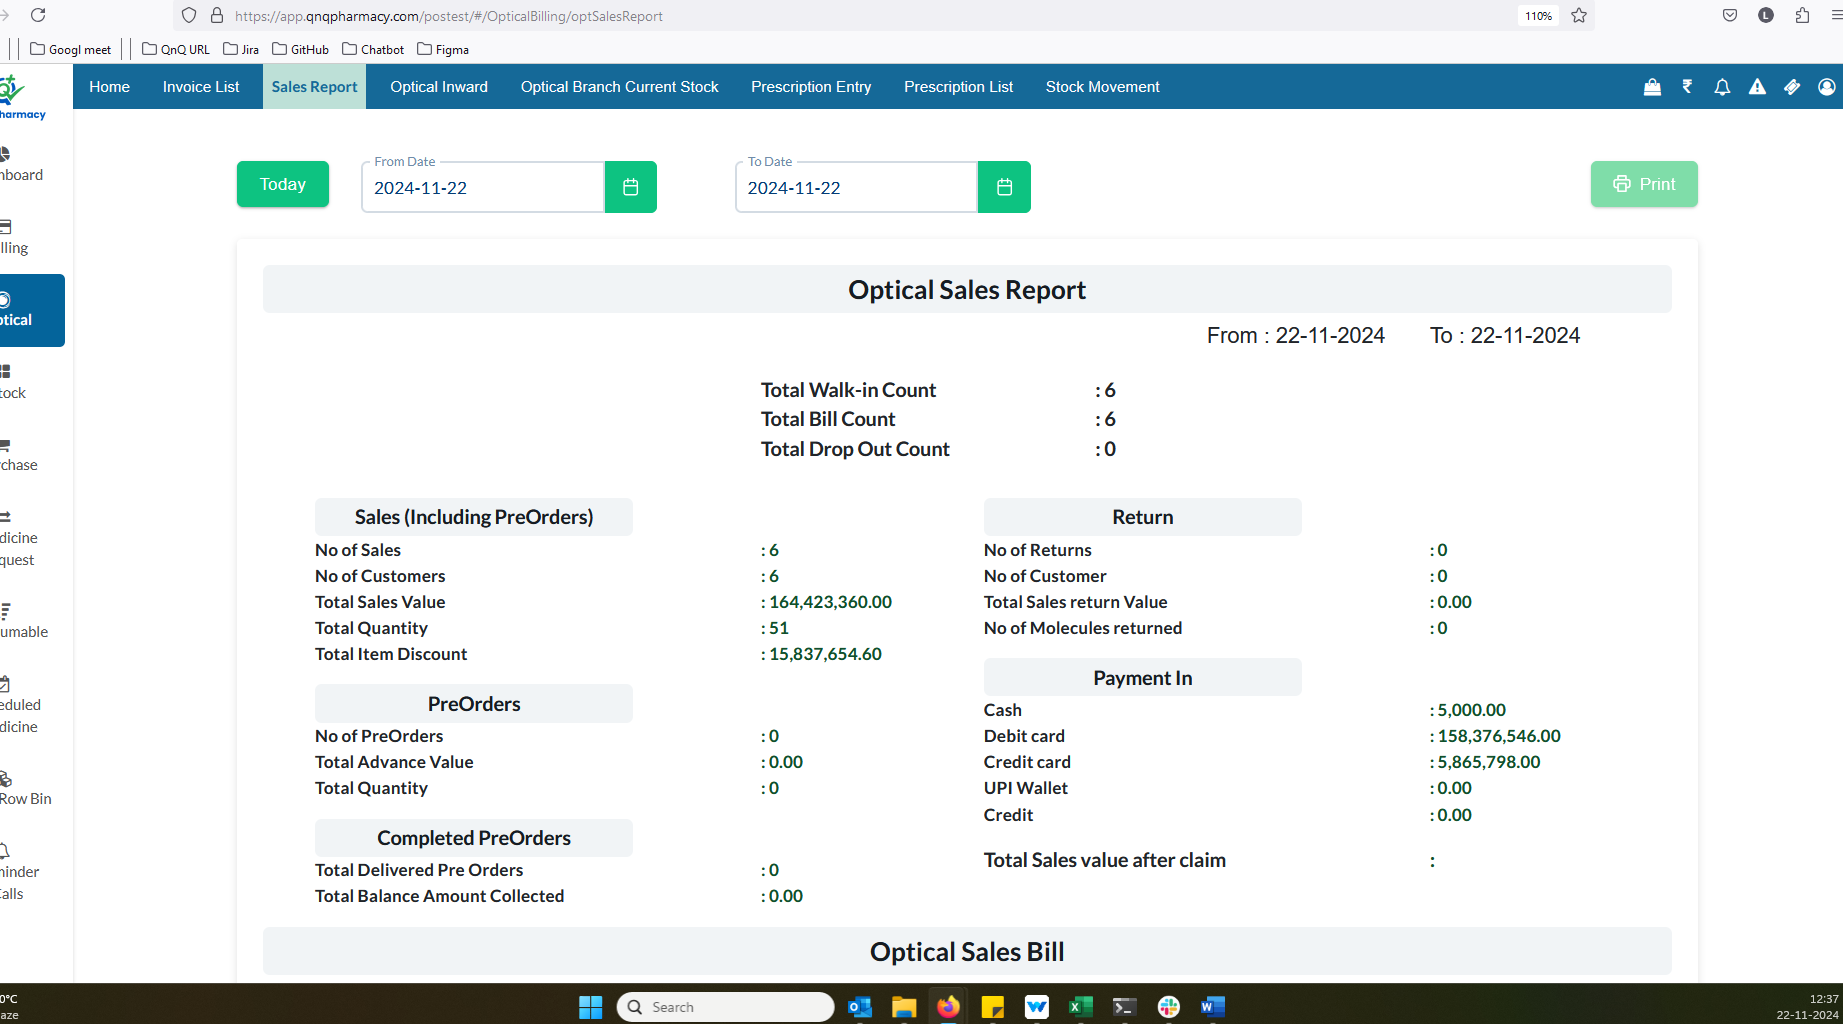 https://app.qnqpharmacy.com/postest/#/OpticalBilling/optSalesReport
110%
L
Googl meet
QnQ URL
Jira
GitHub
Chatbot
Figma
harmacy
Home
Invoice List
Sales Report
Optical Inward
Optical Branch Current Stock
Prescription Entry
Prescription List
Stock Movement
hboard
lling
ptical
tock
chase
dicine
quest
umable
eduled
dicine
Row Bin
ninder
Calls
Today
From Date
2024-11-22
To Date
2024-11-22
Print
Optical Sales Report
From : 22-11-2024 To : 22-11-2024
Total Walk-in Count : 6
Total Bill Count : 6
Total Drop Out Count : 0
Sales (Including PreOrders)
No of Sales : 6
No of Customers : 6
Total Sales Value : 164,423,360.00
Total Quantity : 51
Total Item Discount : 15,837,654.60
PreOrders
No of PreOrders : 0
Total Advance Value : 0.00
Total Quantity : 0
Completed PreOrders
Total Delivered Pre Orders : 0
Total Balance Amount Collected : 0.00
Return
No of Returns : 0
No of Customer : 0
Total Sales return Value : 0.00
No of Molecules returned : 0
Payment In
Cash : 5,000.00
Debit card : 158,376,546.00
Credit card : 5,865,798.00
UPI Wallet : 0.00
Credit : 0.00
Total Sales value after claim :
Optical Sales Bill
0°C
aze
Search
12:37
22-11-2024